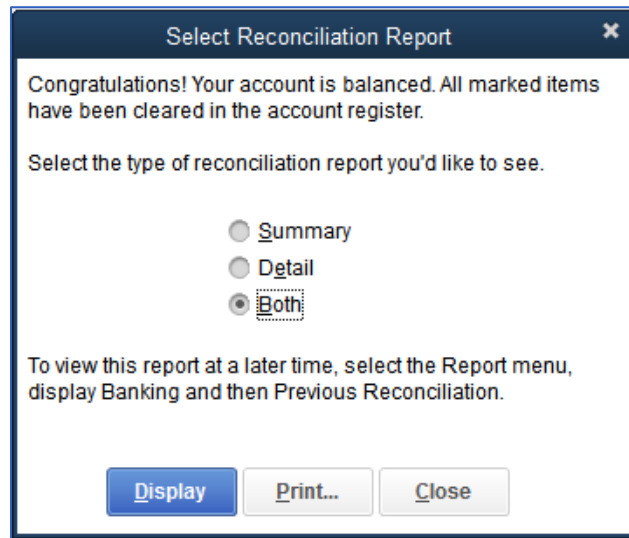 Select Reconciliation Report
Congratulations! Your account is balanced. All marked items
have been cleared in the account register.
Select the type of reconciliation report you'd like to see.
Summary
Detail
Both
To view this report at a later time, select the Report menu,
display Banking and then Previous Reconciliation.
Display Print... Close